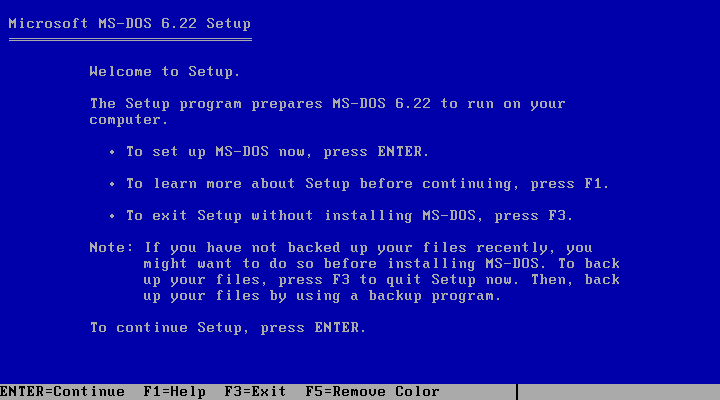 Microsoft MS-DOS 6.22 Setup
Welcome to Setup.
The Setup program prepares MS-DOS 6.22 to run on your
computer.
• To set up MS-DOS now, press ENTER.
• To learn more about Setup before continuing, press F1.
• To exit Setup without installing MS-DOS, press F3.
Note: If you have not backed up your files recently, you
might want to do so before installing MS-DOS. To back
up your files, press F3 to quit Setup now. Then, back
up your files by using a backup program.
To continue Setup, press ENTER.
ENTER=Continue F1=Help F3=Exit F5=Remove Color